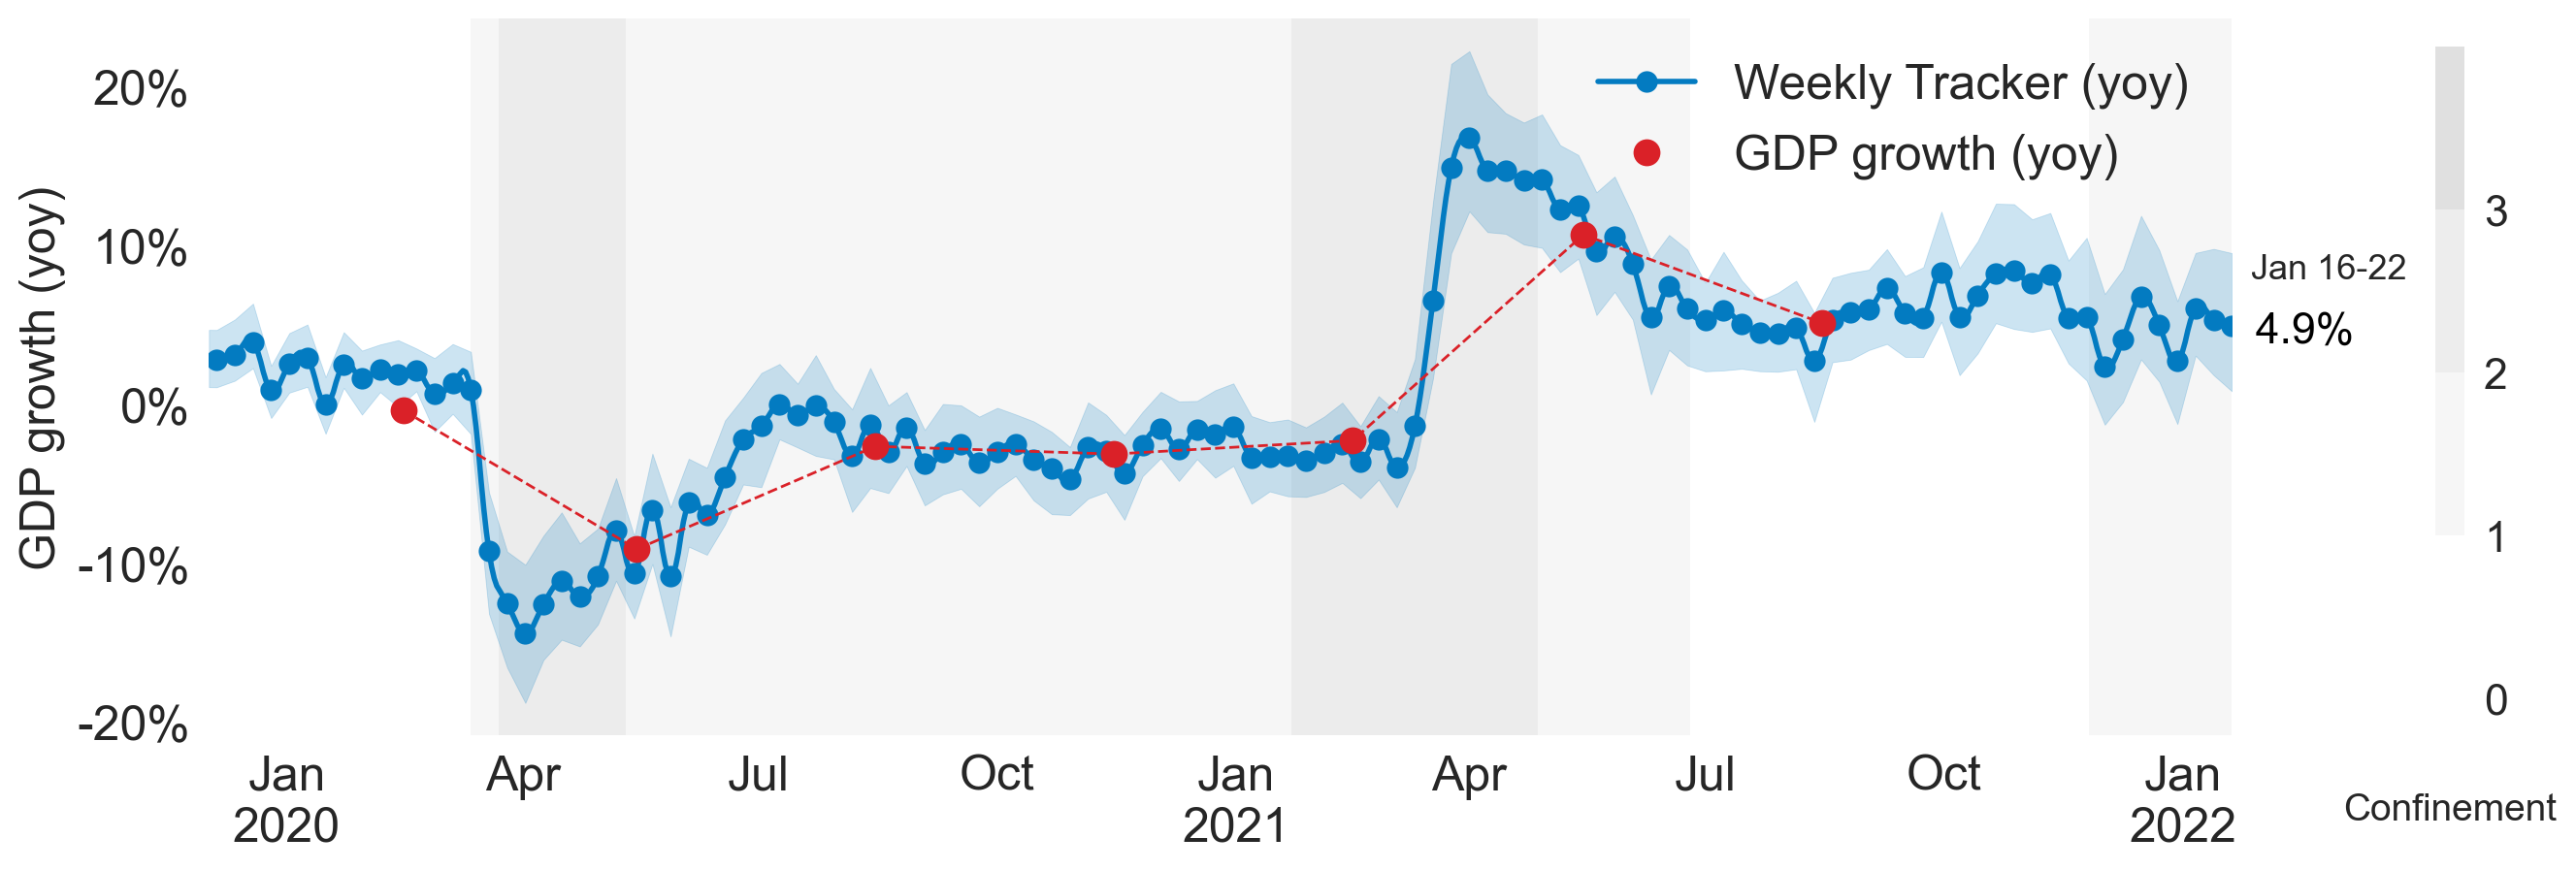 GDP growth (yoy)
20%
10%
0%
-10%
-20%
Weekly Tracker (yoy)
GDP growth (yoy)
Jan 16-22
4.9%
3
2
1
0
Confinement
Jan Apr Jul Oct Jan Apr Jul Oct Jan
2020 2021 2022